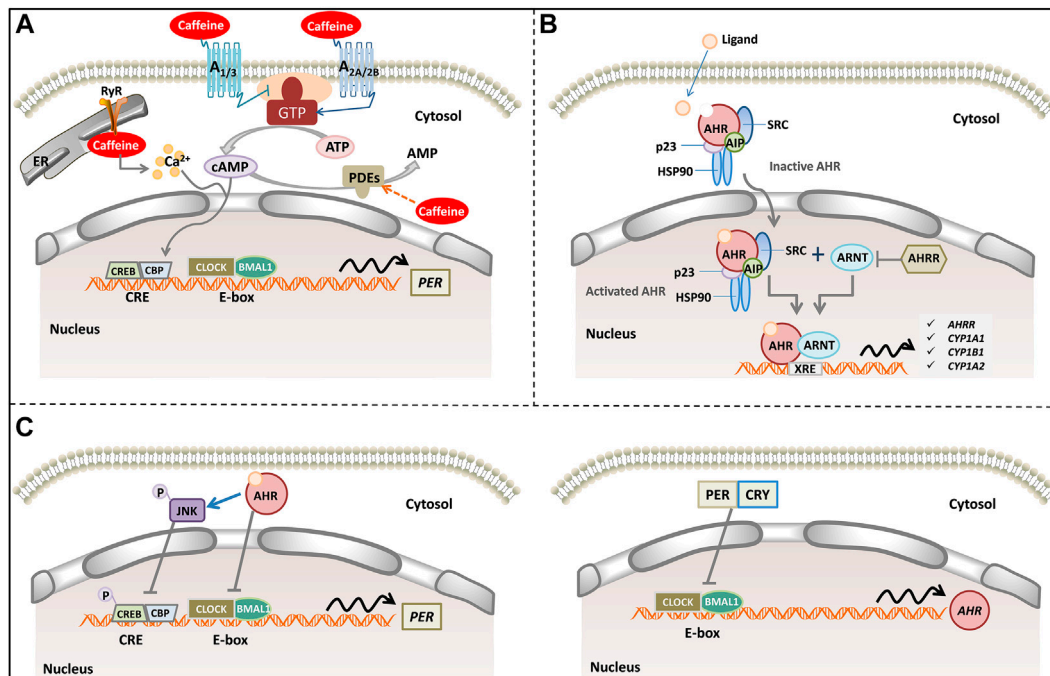 A
Caffeine
Caffeine
A1/3
A2A/2B
GTP
Cytosol
RyR
Caffeine
ER
Ca2+
ATP
cAMP
AMP
PDEs
Caffeine
CREB
CBP
CRE
CLOCK
BMAL1
E-box
PER
Nucleus
B
Ligand
Cytosol
AHR
SRC
AIP
p23
HSP90
Inactive AHR
AHR
SRC
+
ARNT
AHRR
AIP
p23
Activated AHR
HSP90
Nucleus
AHR
ARNT
XRE
✓ AHRR
✓ CYP1A1
✓ CYP1B1
✓ CYP1A2
C
P
JNK
AHR
Cytosol
P
CREB
CBP
CRE
CLOCK
BMAL1
E-box
PER
Nucleus
PER
CRY
Cytosol
CLOCK
BMAL1
E-box
AHR
Nucleus